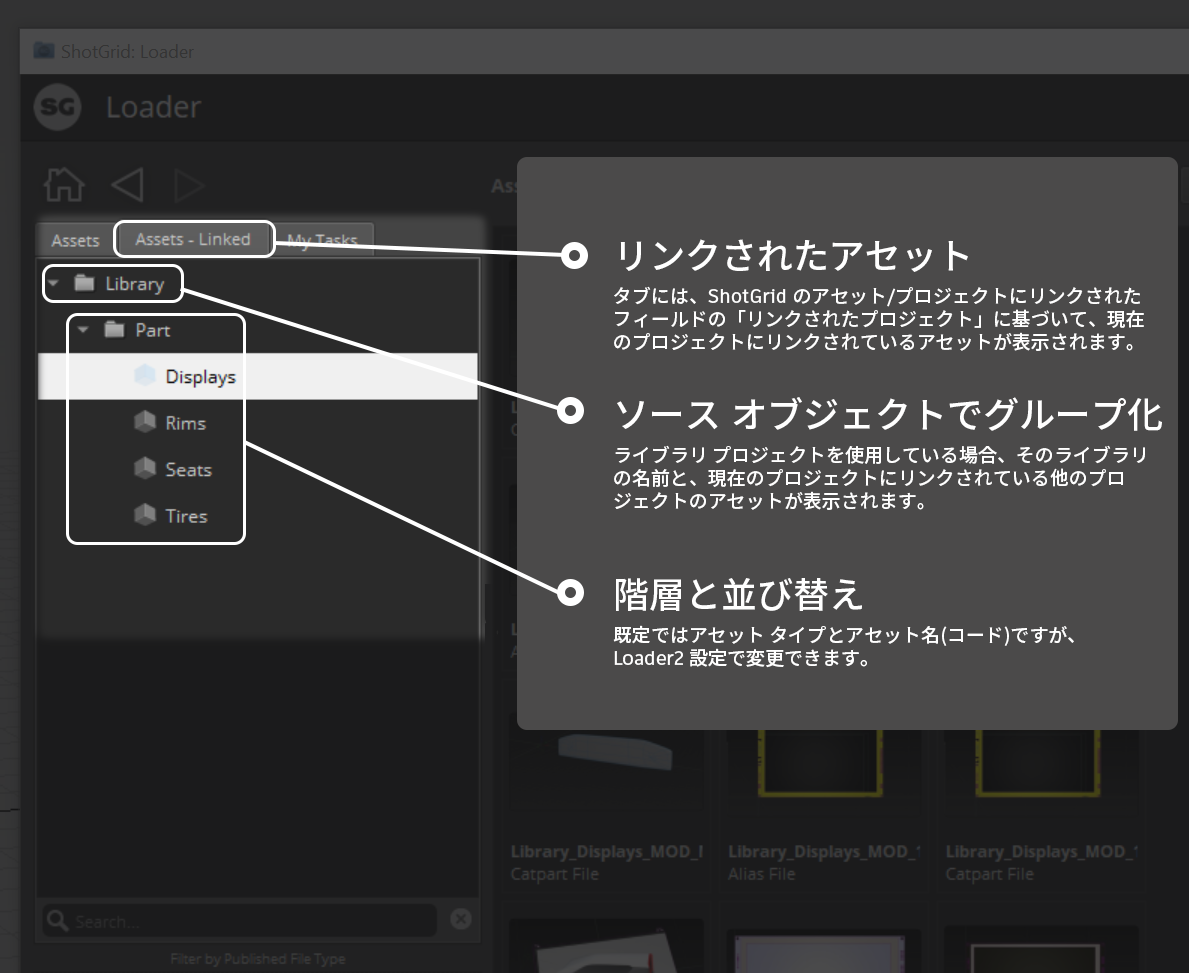 ShotGrid: Loader
SG
Loader
Assets
Assets - Linked
My Tasks
Library
Part
Displays
Rims
Seats
Tires
リンクされたアセット
タブには、ShotGrid のアセット/プロジェクトにリンクされた
フィールドの「リンクされたプロジェクト」に基づいて、現在
のプロジェクトにリンクされているアセットが表示されます。
ソース オブジェクトでグループ化
ライブラリ プロジェクトを使用している場合、そのライブラリ
の名前と、現在のプロジェクトにリンクされている他のプロ
ジェクトのアセットが表示されます。
階層と並び替え
既定ではアセット タイプとアセット名(コード)ですが、
Loader2 設定で変更できます。
Library_Displays_MOD_
Catpart File
Library_Displays_MOD_
Alias File
Library_Displays_MOD_
Catpart File
Search...
Filter by Published File Type